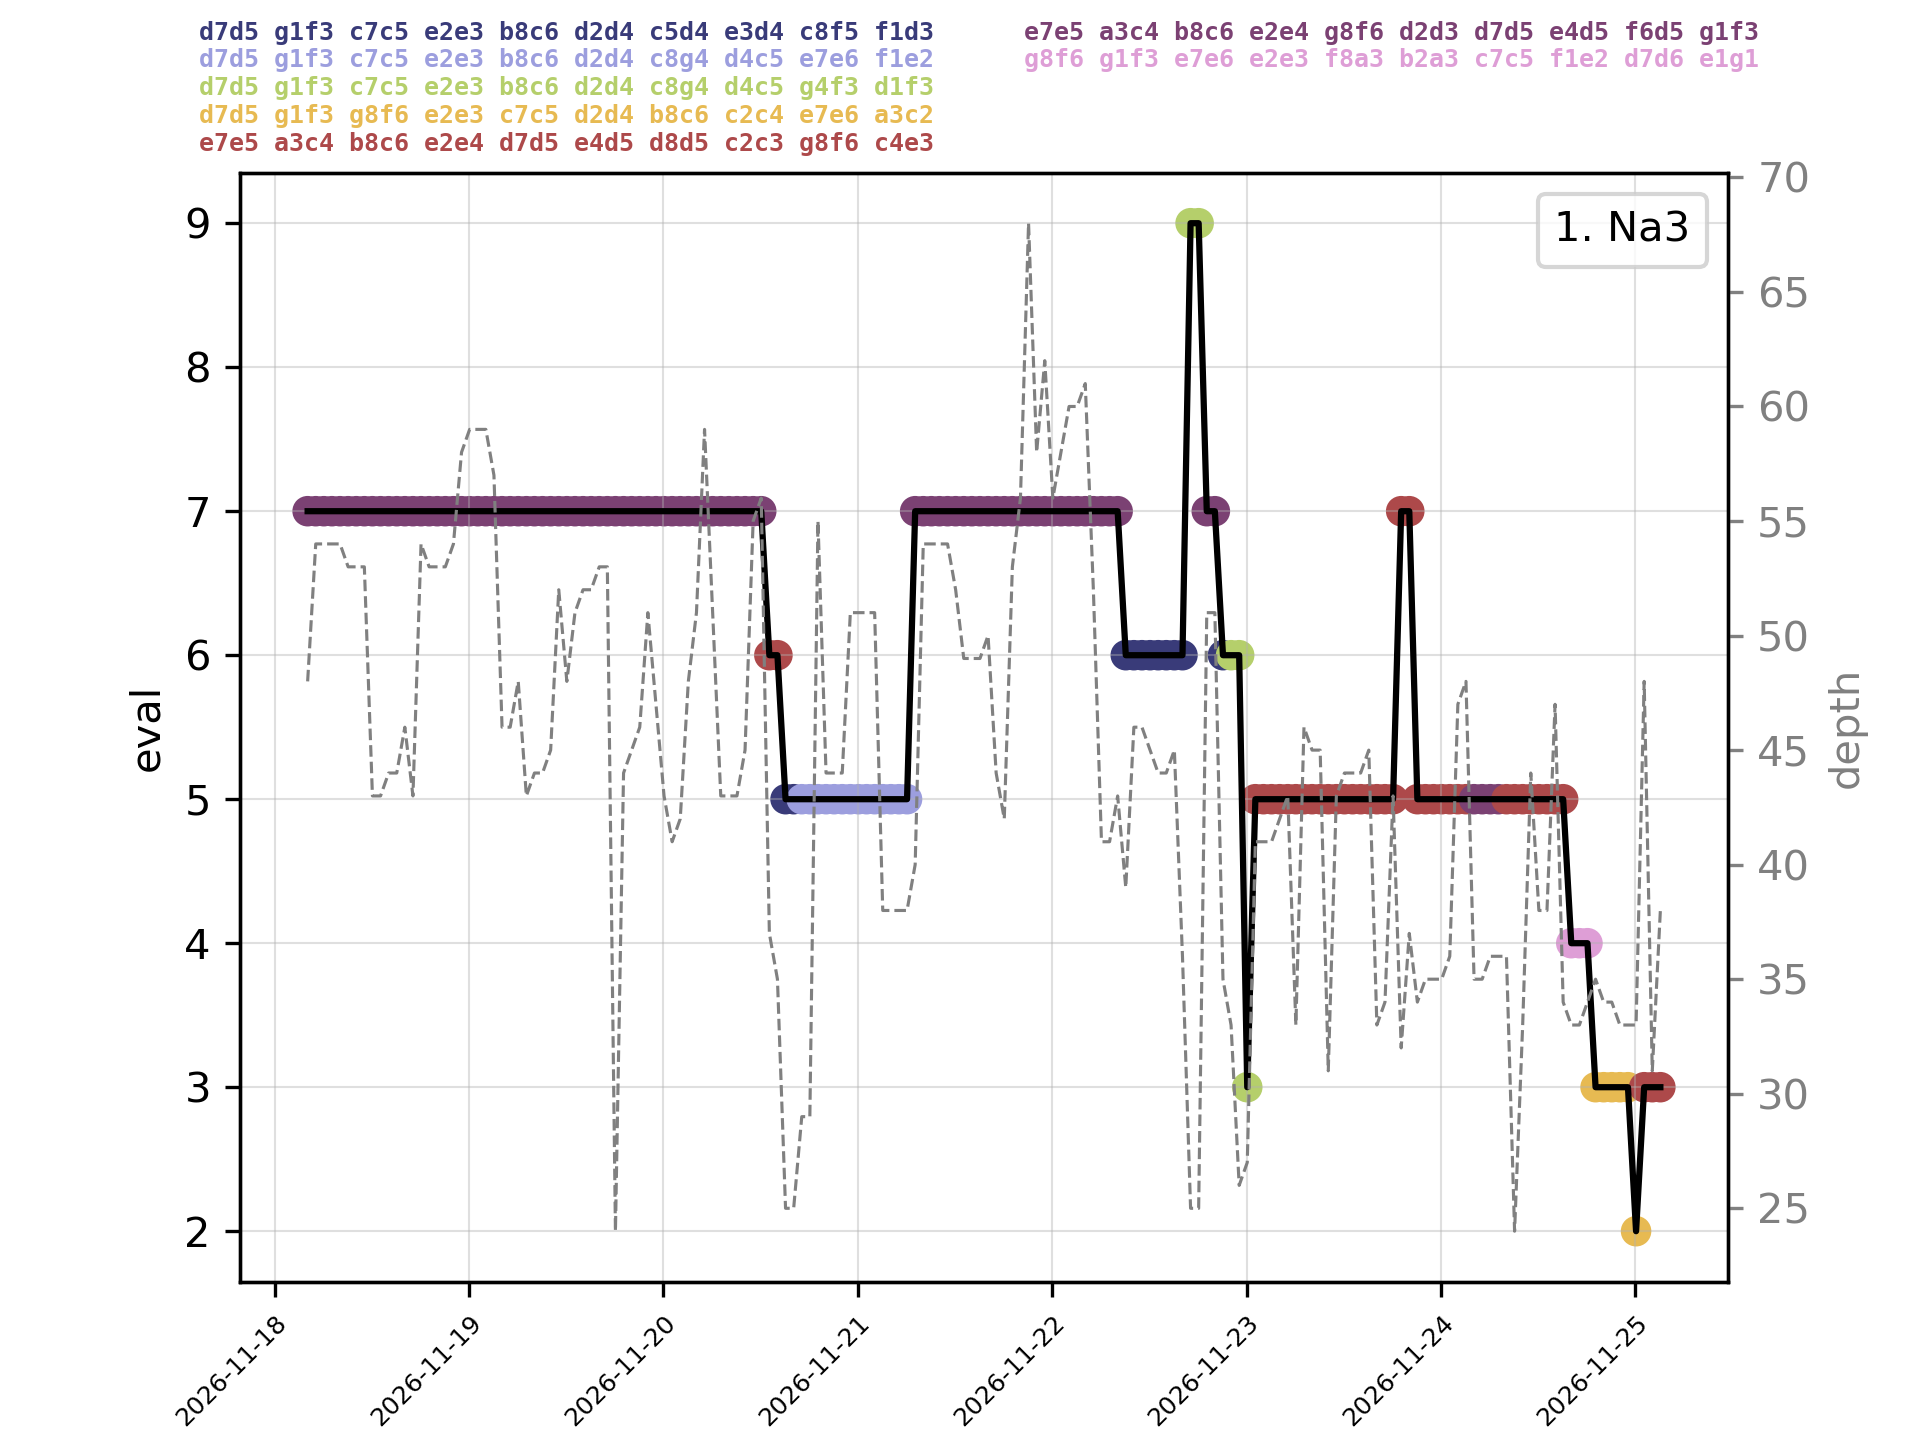 d7d5 g1f3 c7c5 e2e3 b8c6 d2d4 c5d4 e3d4 c8f5 f1d3
d7d5 g1f3 c7c5 e2e3 b8c6 d2d4 c8g4 d4c5 e7e6 f1e2
d7d5 g1f3 c7c5 e2e3 b8c6 d2d4 c8g4 d4c5 g4f3 d1f3
d7d5 g1f3 g8f6 e2e3 c7c5 d2d4 b8c6 c2c4 e7e6 a3c2
e7e5 a3c4 b8c6 e2e4 d7d5 e4d5 d8d5 c2c3 g8f6 c4e3
e7e5 a3c4 b8c6 e2e4 g8f6 d2d3 d7d5 e4d5 f6d5 g1f3
g8f6 g1f3 e7e6 e2e3 f8a3 b2a3 c7c5 f1e2 d7d6 e1g1
1. Na3
eval
9
8
7
6
5
4
3
2
70
65
60
55
50
45
40
35
30
25
depth
2026-11-18
2026-11-19
2026-11-20
2026-11-21
2026-11-22
2026-11-23
2026-11-24
2026-11-25